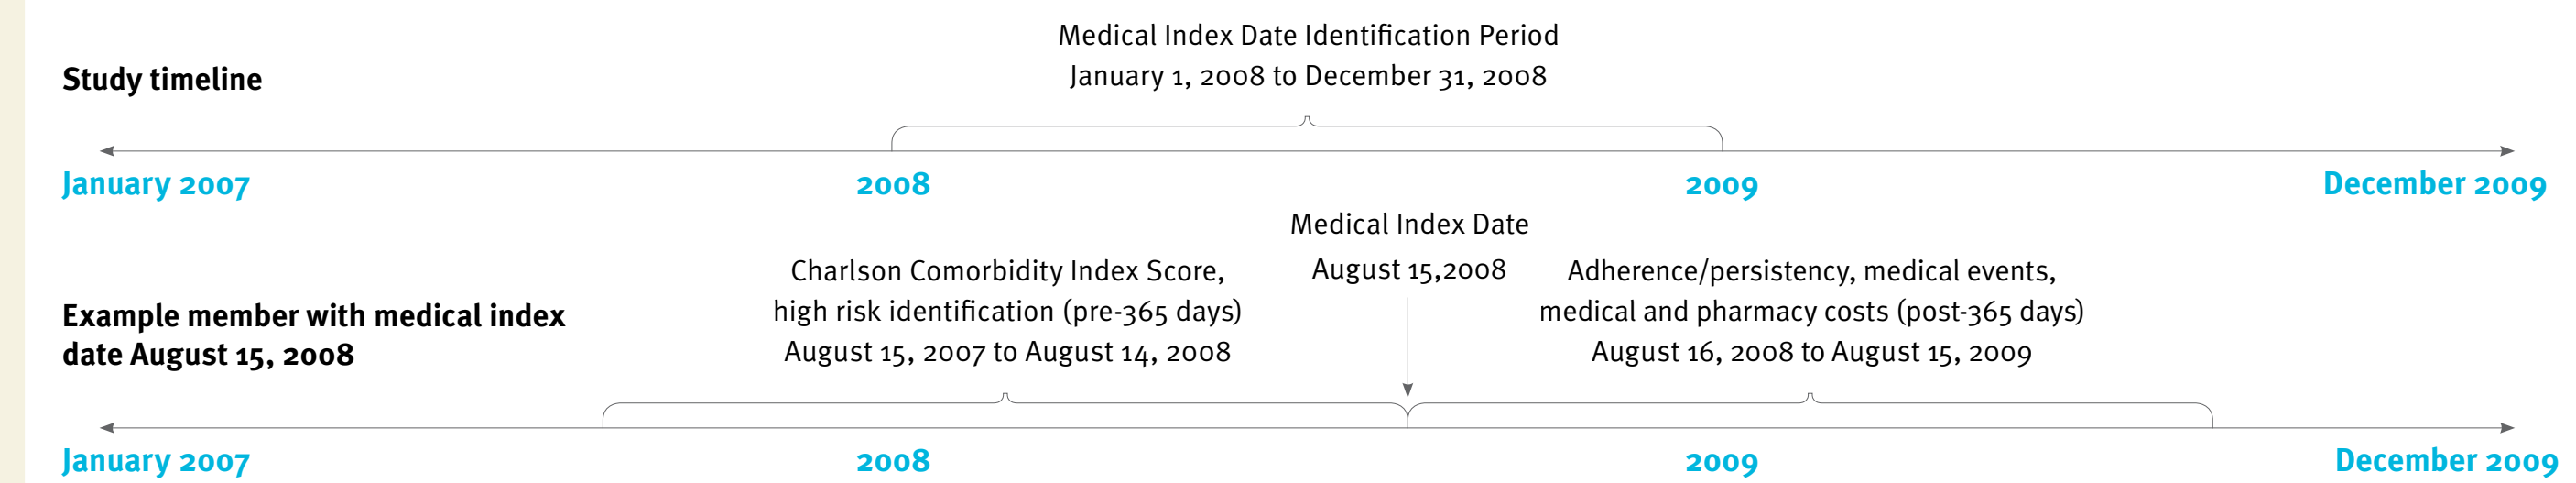 Medical Index Date Identification Period
January 1, 2008 to December 31, 2008
Study timeline
January 2007
2008
2009
December 2009
Medical Index Date
August 15,2008
Charlson Comorbidity Index Score,
high risk identification (pre-365 days)
August 15, 2007 to August 14, 2008
Adherence/persistency, medical events,
medical and pharmacy costs (post-365 days)
August 16, 2008 to August 15, 2009
Example member with medical index
date August 15, 2008
January 2007
2008
2009
December 2009